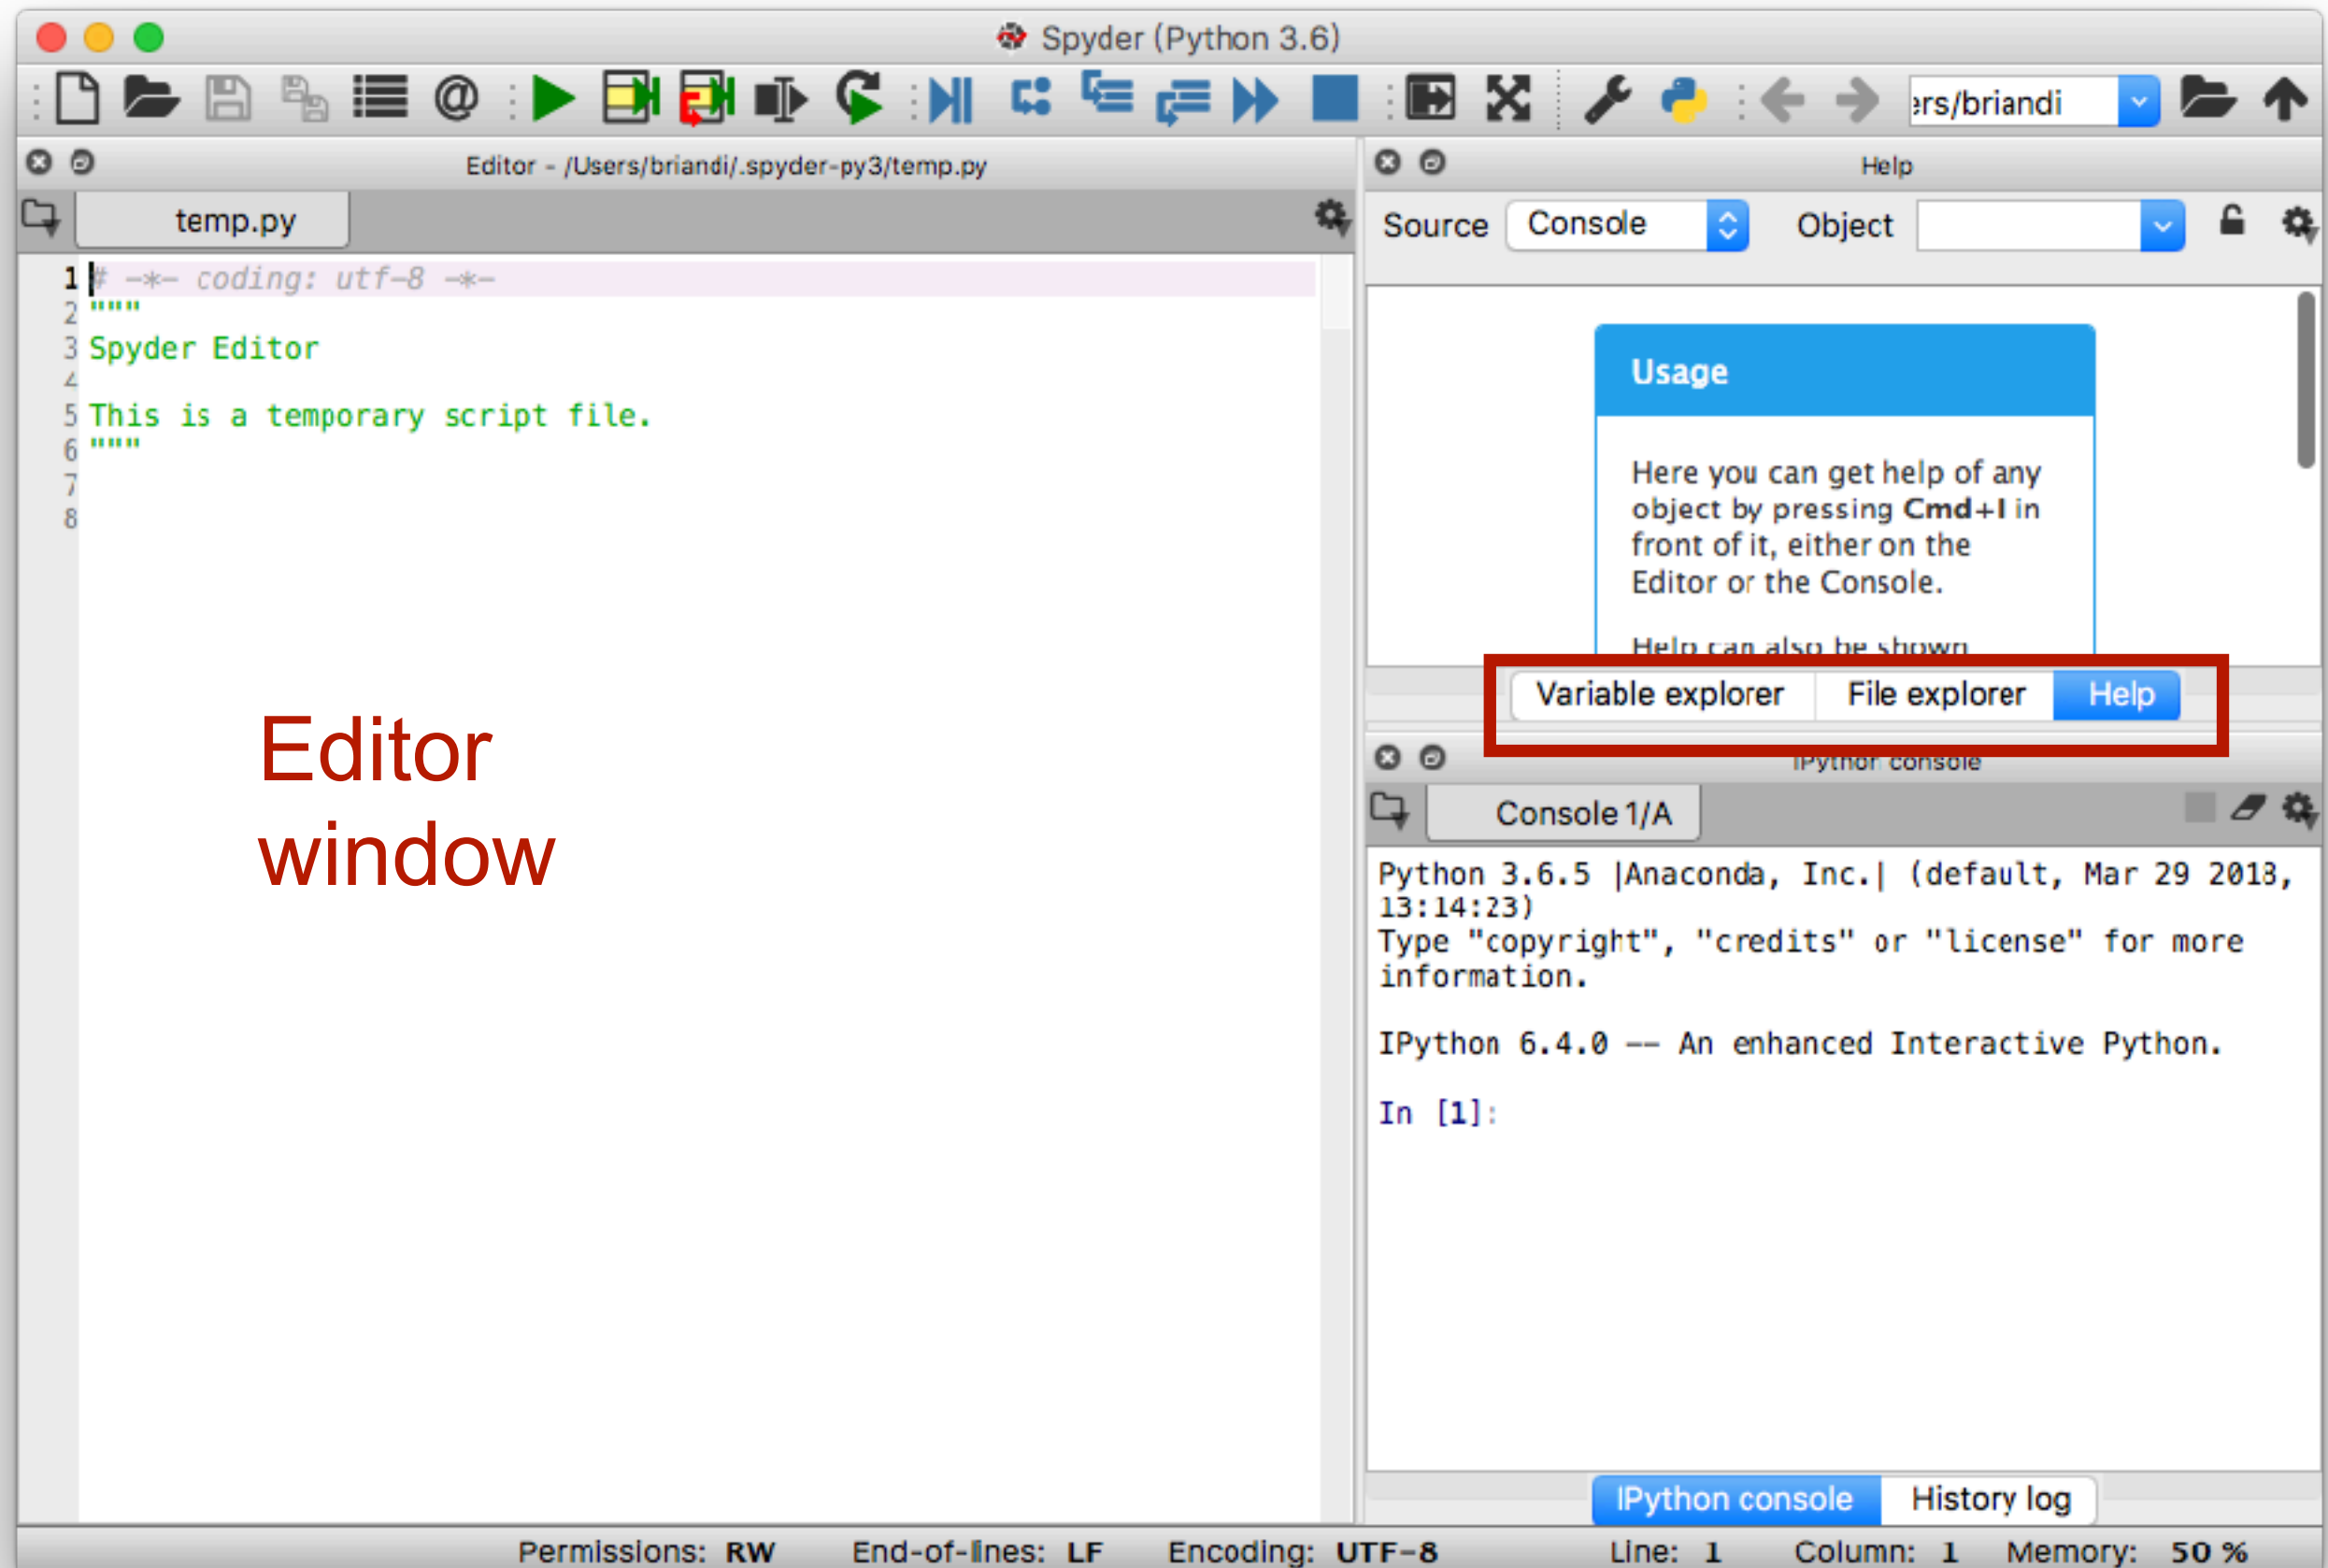 Spyder (Python 3.6)
@
ers/briandi
Editor - /Users/briandi/.spyder-py3/temp.py
temp.py
1 # -*- coding: utf-8 -*-
2 """
3 Spyder Editor
4
5 This is a temporary script file.
6 """
7
8
Editor
window
Help
Source Console Object
Usage
Here you can get help of any
object by pressing Cmd+I in
front of it, either on the
Editor or the Console.
Help can also be shown
Variable explorer File explorer Help
IPython console
Console 1/A
Python 3.6.5 |Anaconda, Inc.| (default, Mar 29 2018,
13:14:23)
Type "copyright", "credits" or "license" for more
information.
IPython 6.4.0 -- An enhanced Interactive Python.
In [1]:
IPython console History log
Permissions: RW End-of-lines: LF Encoding: UTF-8 Line: 1 Column: 1 Memory: 50 %